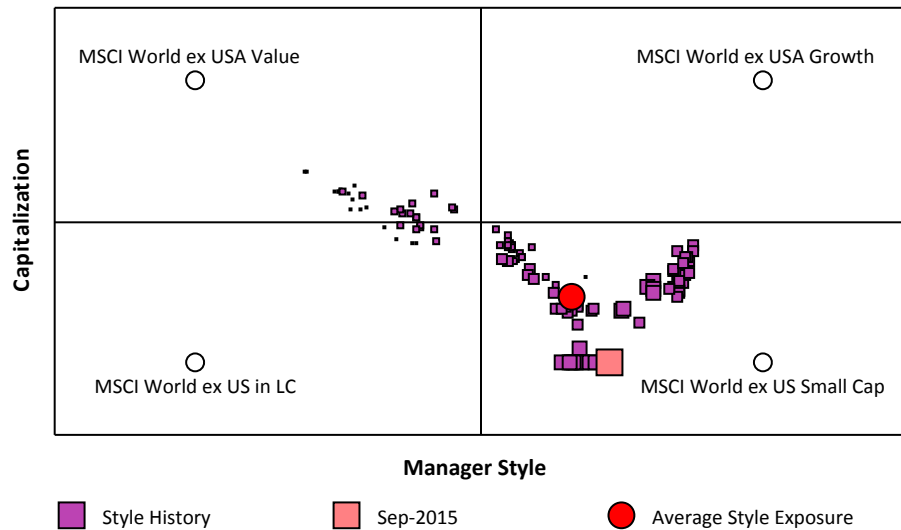 MSCI World ex USA Value
MSCI World ex USA Growth
Capitalization
MSCI World ex US in LC
MSCI World ex US Small Cap
Manager Style
Style History
Sep-2015
Average Style Exposure